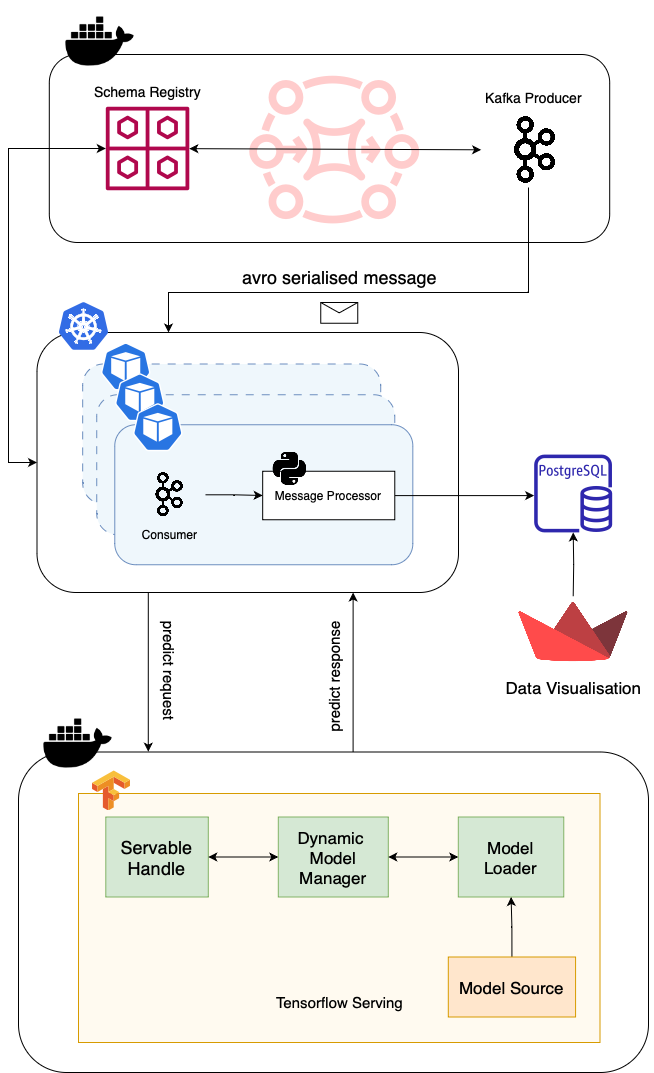 Schema Registry
Kafka Producer
avro serialised message
Consumer
Message Processor
PostgreSQL
Data Visualisation
predict request
predict response
Servable
Handle
Dynamic
Model
Manager
Model
Loader
Model Source
Tensorflow Serving